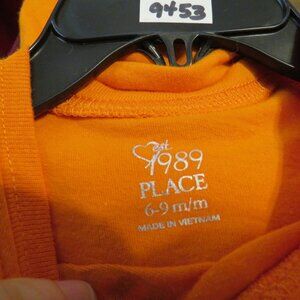 9453
est.
1989
PLACE
6-9 m/m
MADE IN VIETNAM